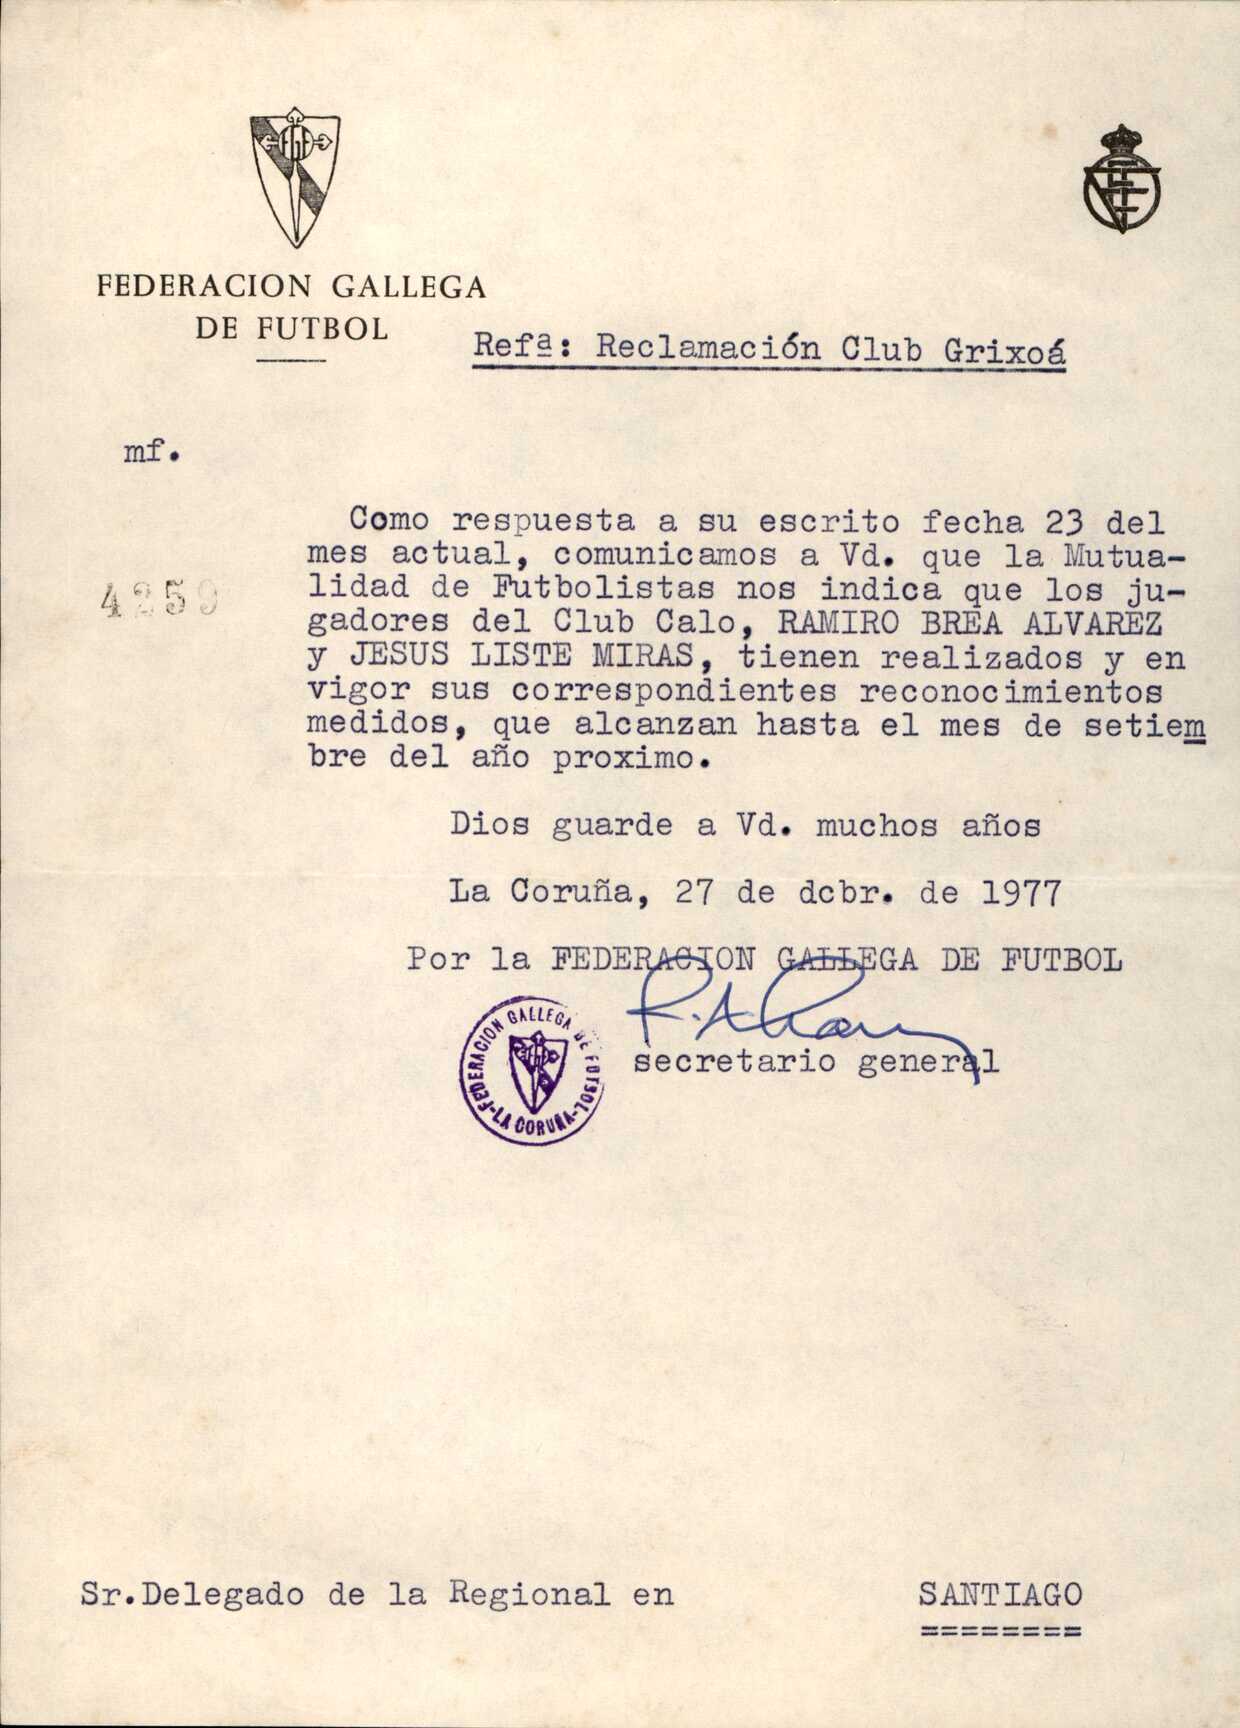 FEDERACION GALLEGA
DE FUTBOL
Refª: Reclamación Club Grixoá
mf.
4259
Como respuesta a su escrito fecha 23 del
mes actual, comunicamos a Vd. que la Mutua-
lidad de Futbolistas nos indica que los ju-
gadores del Club Calo, RAMIRO BREA ALVAREZ
y JESUS LISTE MIRAS, tienen realizados y en
vigor sus correspondientes reconocimientos
medidos, que alcanzan hasta el mes de setiem
bre del año proximo.
Dios guarde a Vd. muchos años
La Coruña, 27 de dcbr. de 1977
Por la FEDERACION GALLEGA DE FUTBOL
secretario general
FEDERACION GALLEGA DE FUTBOL
-LA CORUÑA-
Sr.Delegado de la Regional en SANTIAGO
========